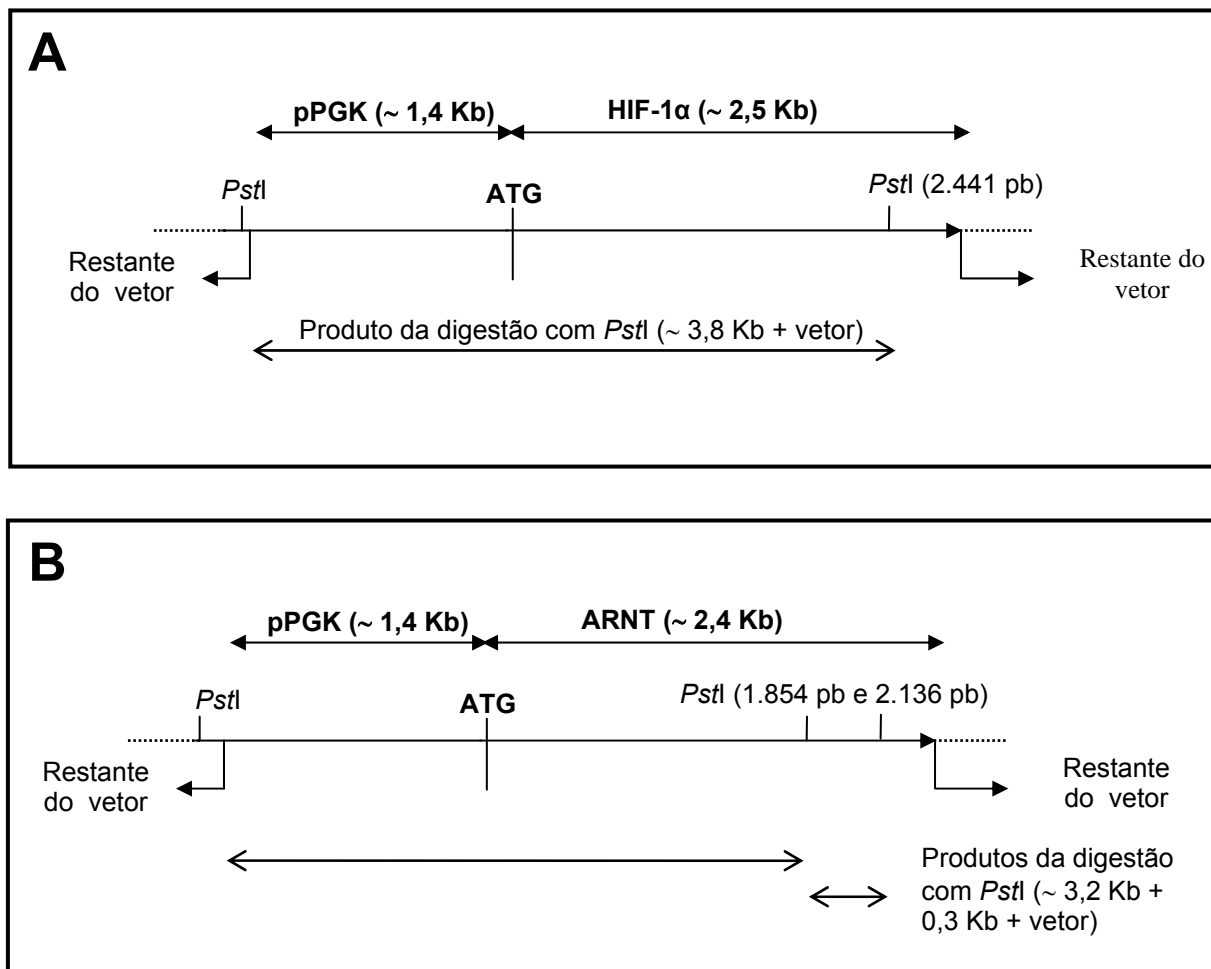 A
pPGK (~ 1,4 Kb) HIF-1α (~ 2,5 Kb)
PstI ATG PstI (2.441 pb)
Restante
do vetor
Restante do
vetor
Produto da digestão com PstI (~ 3,8 Kb + vetor)
B
pPGK (~ 1,4 Kb) ARNT (~ 2,4 Kb)
PstI ATG PstI (1.854 pb e 2.136 pb)
Restante
do vetor
Restante
do vetor
Produtos da digestão
com PstI (~ 3,2 Kb +
0,3 Kb + vetor)